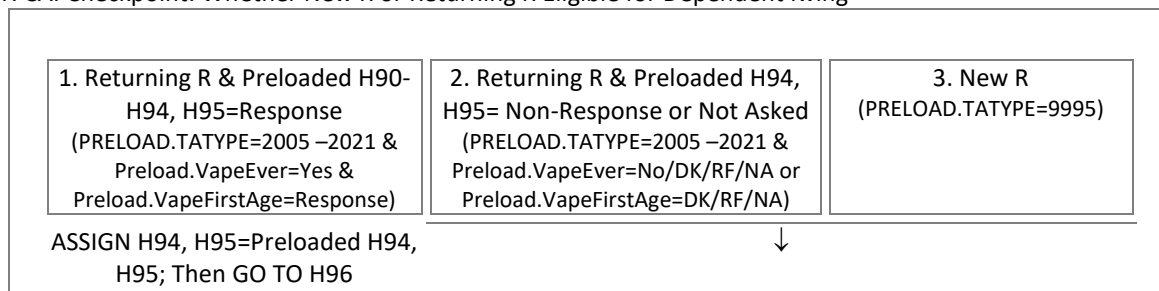 1. Returning R & Preloaded H90-
H94, H95=Response
(PRELOAD.TATYPE=2005 –2021 &
Preload.VapeEver=Yes &
Preload.VapeFirstAge=Response)
2. Returning R & Preloaded H94,
H95= Non-Response or Not Asked
(PRELOAD.TATYPE=2005 –2021 &
Preload.VapeEver=No/DK/RF/NA or
Preload.VapeFirstAge=DK/RF/NA)
3. New R
(PRELOAD.TATYPE=9995)
ASSIGN H94, H95=Preloaded H94,
H95; Then GO TO H96
↓